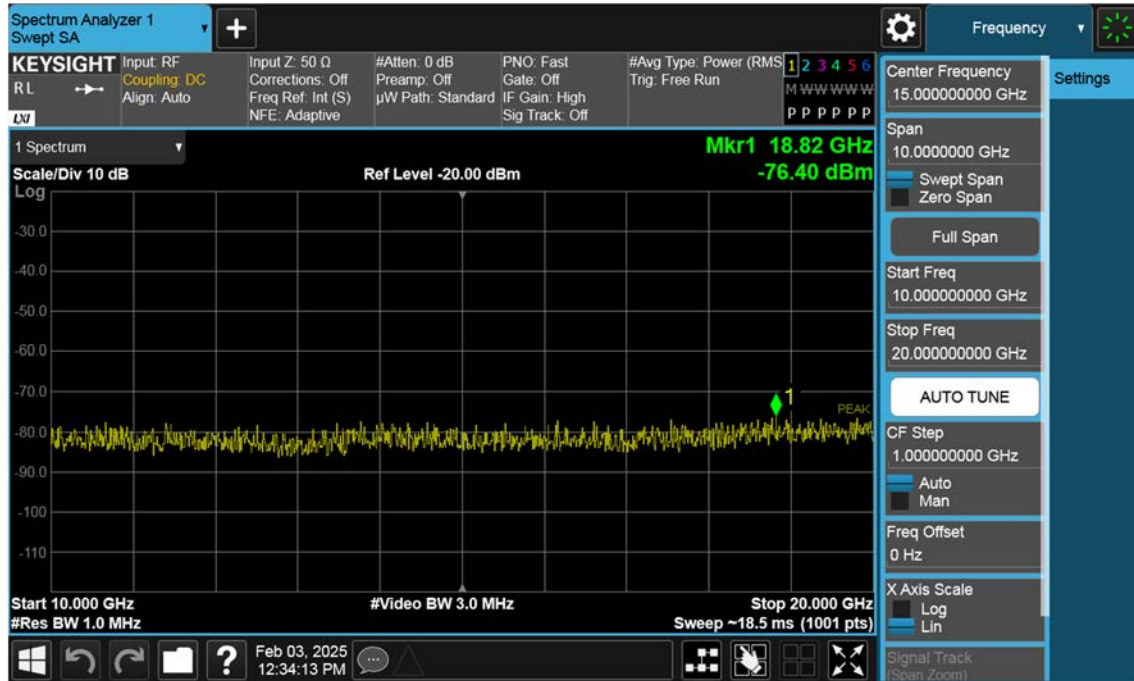 Spectrum Analyzer 1
Swept SA
Frequency
KEYSIGHT
R L
LXI
Input: RF
Coupling: DC
Align: Auto
Input Z: 50 Ω
Corrections: Off
Freq Ref: Int (S)
NFE: Adaptive
#Atten: 0 dB
Preamp: Off
µW Path: Standard
PNO: Fast
Gate: Off
IF Gain: High
Sig Track: Off
#Avg Type: Power (RMS
Trig: Free Run
1 2 3 4 5 6
M W W W W W
P P P P P P
1 Spectrum
Scale/Div 10 dB
Ref Level -20.00 dBm
Mkr1 18.82 GHz
-76.40 dBm
Log
-30.0
-40.0
-50.0
-60.0
-70.0
-80.0
-90.0
-100
-110
1
PEAK
Start 10.000 GHz
#Res BW 1.0 MHz
#Video BW 3.0 MHz
Stop 20.000 GHz
Sweep ~18.5 ms (1001 pts)
Feb 03, 2025
12:34:13 PM
Center Frequency
15.000000000 GHz
Settings
Span
10.0000000 GHz
Swept Span
Zero Span
Full Span
Start Freq
10.000000000 GHz
Stop Freq
20.000000000 GHz
AUTO TUNE
CF Step
1.000000000 GHz
Auto
Man
Freq Offset
0 Hz
X Axis Scale
Log
Lin
Signal Track
(Span Zoom)